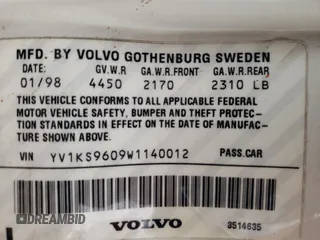 MFD. BY VOLVO GOTHENBURG SWEDEN
DATE: GV.W.R GA.W.R.FRONT GA.W.R.REAR
01/98 4450 2170 2310 LB
THIS VEHICLE CONFORMS TO ALL APPLICABLE FEDERAL
MOTOR VEHICLE SAFETY, BUMPER AND THEFT PROTEC-
TION STANDARDS IN EFFECT ON THE DATE OF MANUFAC-
TURE SHOWN ABOVE.
VIN YV1KS9609W1140012 PASS.CAR
VOLVO 3514635
DREAMBID